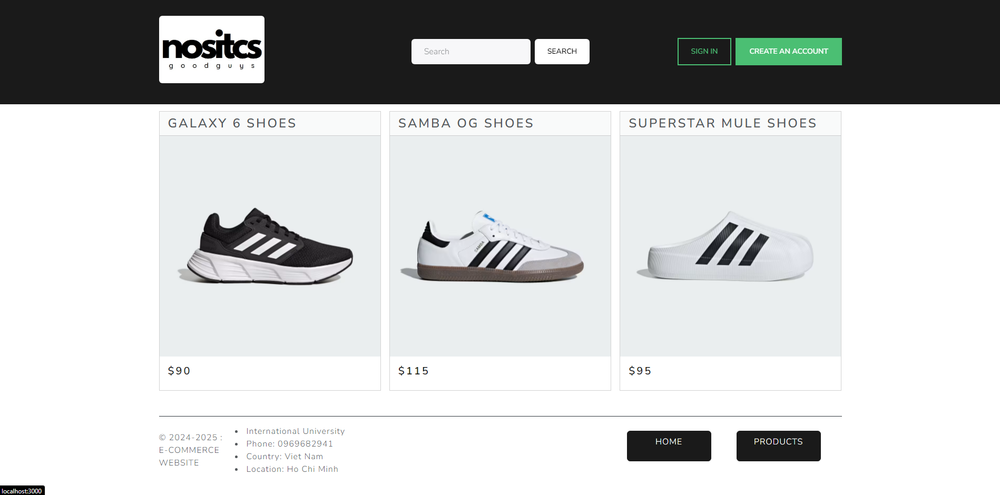 nositcs
goodguys
Search
SEARCH
SIGN IN
CREATE AN ACCOUNT
GALAXY 6 SHOES
SAMBA OG SHOES
SUPERSTAR MULE SHOES
SAMBA
$90
$115
$95
© 2024-2025 :
E-COMMERCE
WEBSITE
International University
Phone: 0969682941
Country: Viet Nam
Location: Ho Chi Minh
HOME
PRODUCTS
localhost:3000